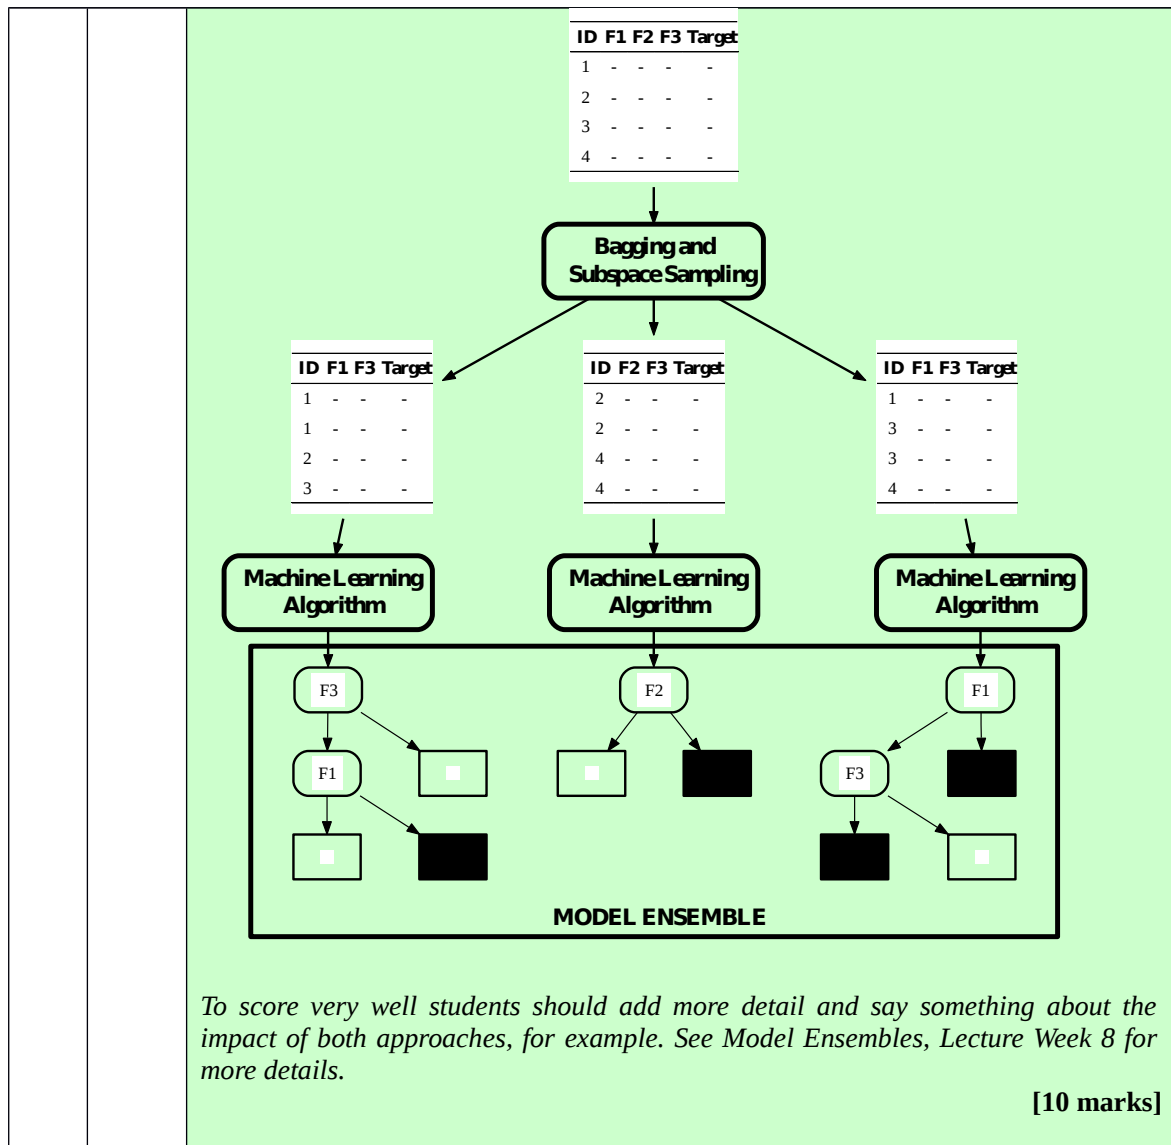 ID F1 F2 F3 Target
1 - - - -
2 - - - -
3 - - - -
4 - - - -
Bagging and
Subspace Sampling
ID F1 F3 Target
1 - - -
1 - - -
2 - - -
3 - - -
ID F2 F3 Target
2 - - -
2 - - -
4 - - -
4 - - -
ID F1 F3 Target
1 - - -
3 - - -
3 - - -
4 - - -
Machine Learning
Algorithm
Machine Learning
Algorithm
Machine Learning
Algorithm
F3
F2
F1
F1
F3
MODEL ENSEMBLE
To score very well students should add more detail and say something about the
impact of both approaches, for example. See Model Ensembles, Lecture Week 8 for
more details.
[10 marks]